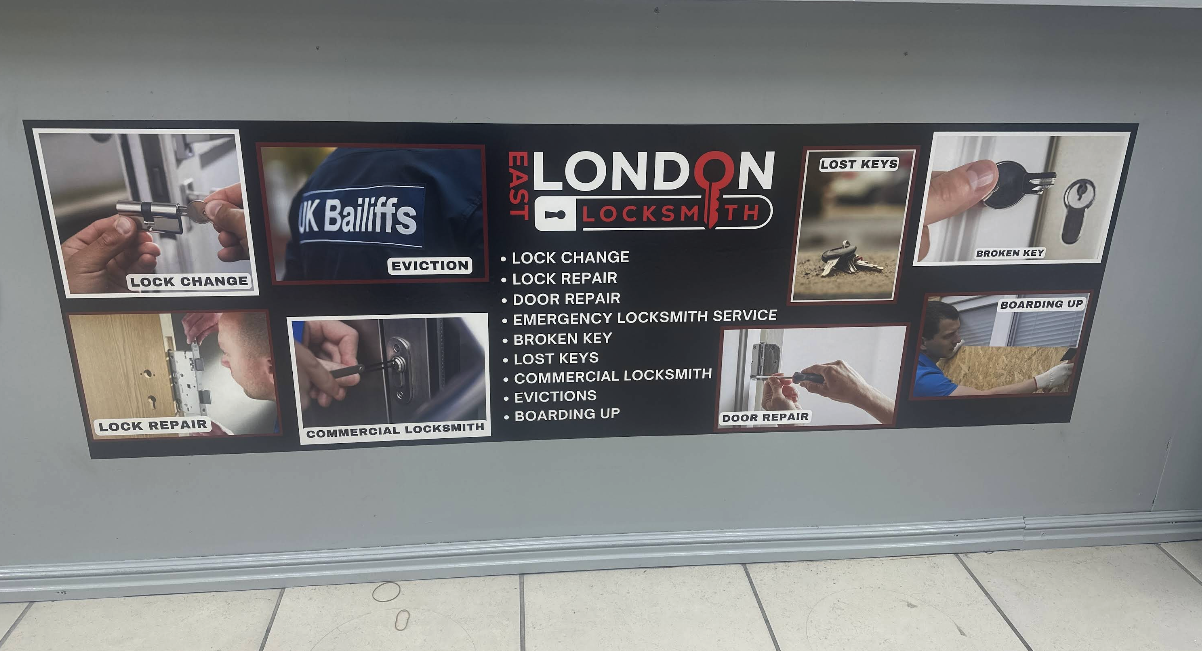 LOCK CHANGE
UK Bailiffs
EVICTION
LOCK REPAIR
COMMERCIAL LOCKSMITH
EAST
LONDON
LOCKSMITH
• LOCK CHANGE
• LOCK REPAIR
• DOOR REPAIR
• EMERGENCY LOCKSMITH SERVICE
• BROKEN KEY
• LOST KEYS
• COMMERCIAL LOCKSMITH
• EVICTIONS
• BOARDING UP
LOST KEYS
BROKEN KEY
DOOR REPAIR
BOARDING UP